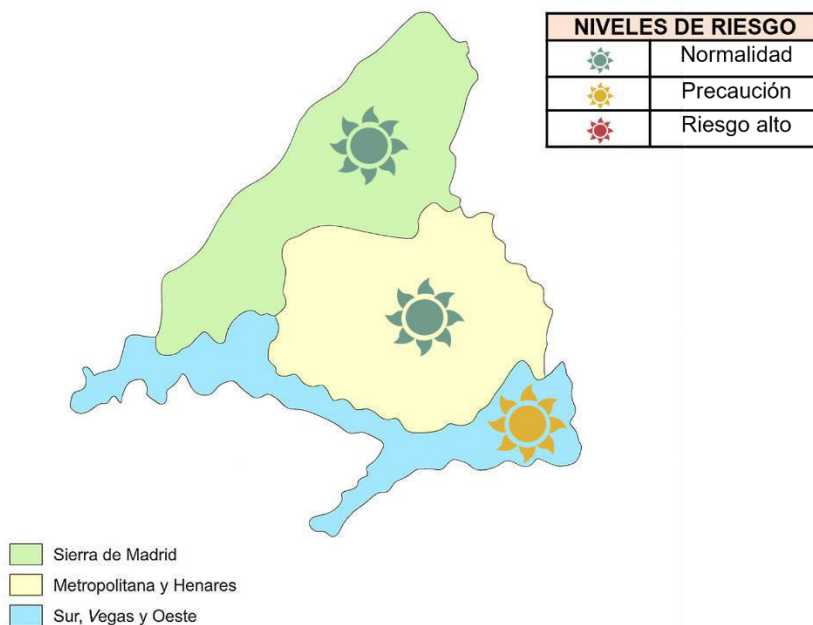 NIVELES DE RIESGO
Normalidad
Precaución
Riesgo alto
Sierra de Madrid
Metropolitana y Henares
Sur, Vegas y Oeste